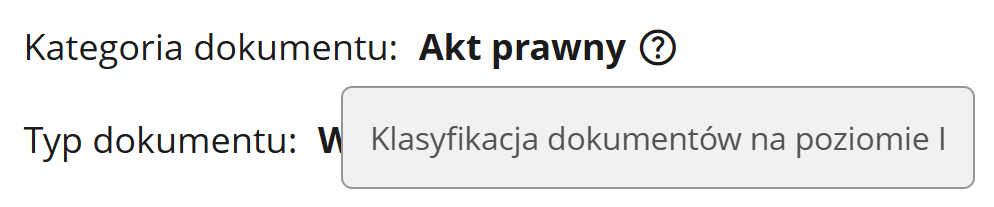 Kategoria dokumentu: Akt prawny ?
Typ dokumentu:
Klasyfikacja dokumentów na poziomie I